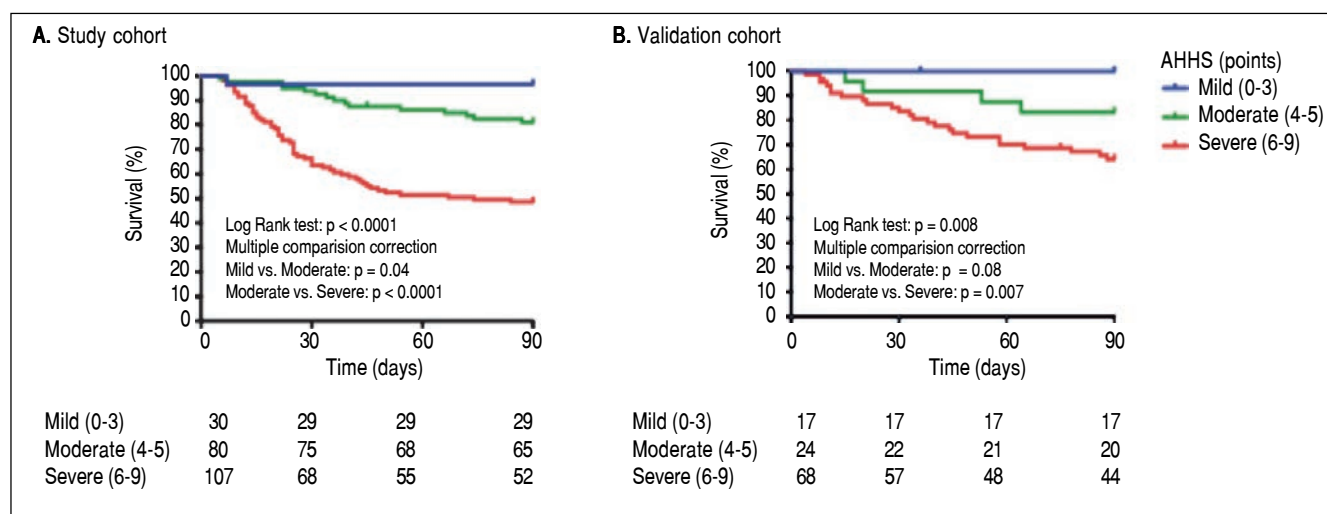 A. Study cohort
100
90
80
70
60
50
40
30
20
10
0
Survival (%)
Log Rank test: p < 0.0001
Multiple comparision correction
Mild vs. Moderate: p = 0.04
Moderate vs. Severe: p < 0.0001
0 30 60 90
Time (days)
Mild (0-3) 30 29 29 29
Moderate (4-5) 80 75 68 65
Severe (6-9) 107 68 55 52
B. Validation cohort
100
90
80
70
60
50
40
30
20
10
0
Survival (%)
Log Rank test: p = 0.008
Multiple comparision correction
Mild vs. Moderate: p = 0.08
Moderate vs. Severe: p = 0.007
0 30 60 90
Time (days)
Mild (0-3) 17 17 17 17
Moderate (4-5) 24 22 21 20
Severe (6-9) 68 57 48 44
AHHS (points)
Mild (0-3)
Moderate (4-5)
Severe (6-9)